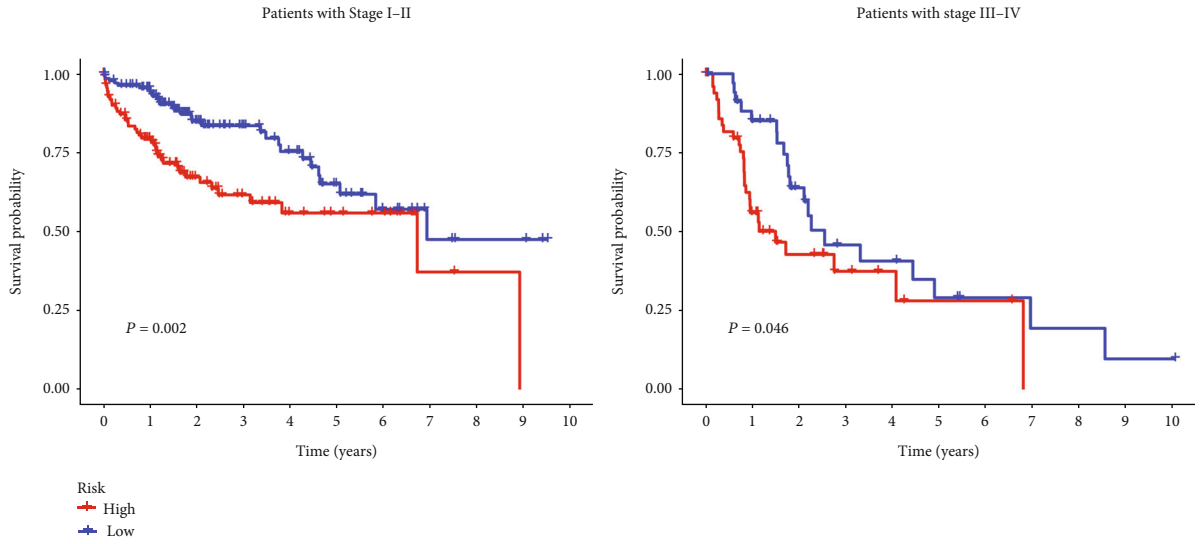 Patients with Stage I–II
Survival probability
1.00
0.75
0.50
0.25
0.00
P = 0.002
0 1 2 3 4 5 6 7 8 9 10
Time (years)
Patients with stage III–IV
Survival probability
1.00
0.75
0.50
0.25
0.00
P = 0.046
0 1 2 3 4 5 6 7 8 9 10
Time (years)
Risk
High
Low